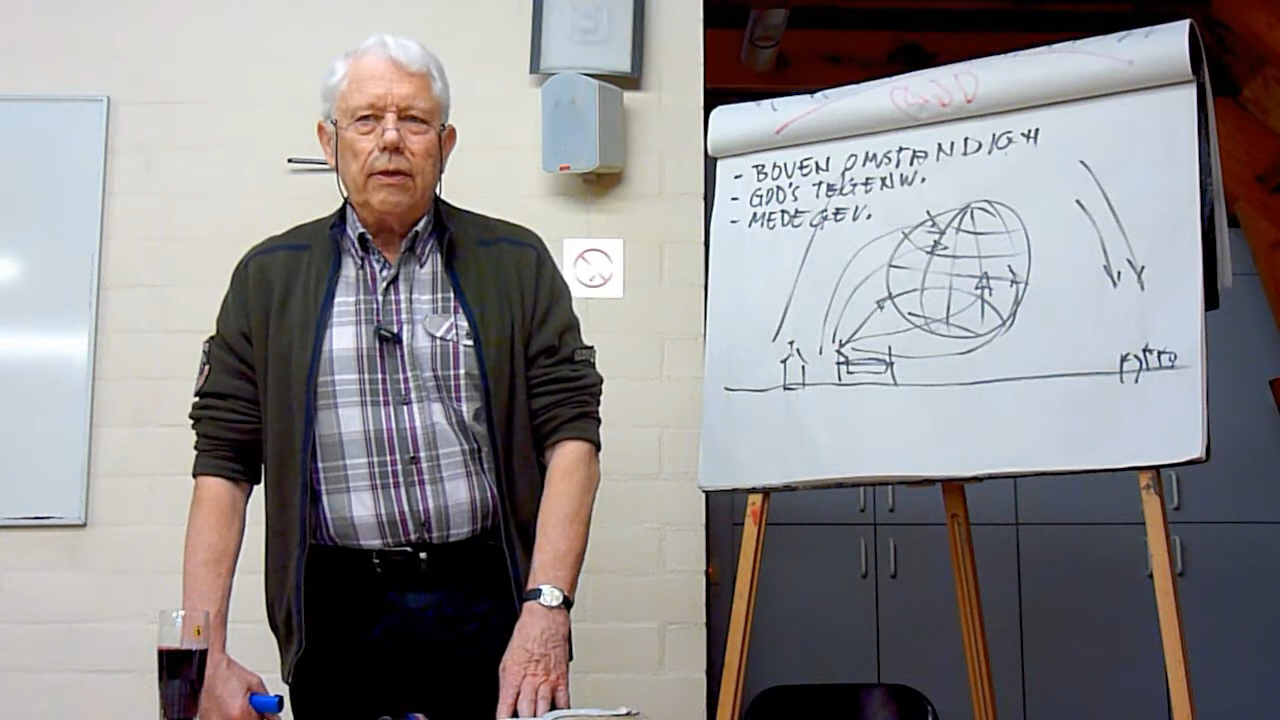 - BOVEN OMSTANDIGH
- GOD'S TEGENW.
- MEDEGEV.